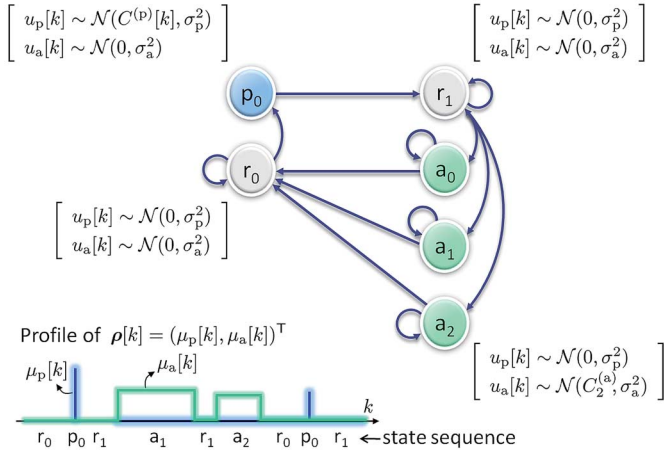 u_p[k] ∼ 𝒩(C^(p)[k], σ_p^2)
u_a[k] ∼ 𝒩(0, σ_a^2)
u_p[k] ∼ 𝒩(0, σ_p^2)
u_a[k] ∼ 𝒩(0, σ_a^2)
p_0
r_1
r_0
a_0
u_p[k] ∼ 𝒩(0, σ_p^2)
u_a[k] ∼ 𝒩(0, σ_a^2)
a_1
a_2
Profile of ρ[k] = (μ_p[k], μ_a[k])^T
u_p[k] ∼ 𝒩(0, σ_p^2)
u_a[k] ∼ 𝒩(C_2^(a), σ_a^2)
μ_p[k]
μ_a[k]
k
r_0 p_0 r_1 a_1 r_1 a_2 r_0 p_0 r_1 ←state sequence